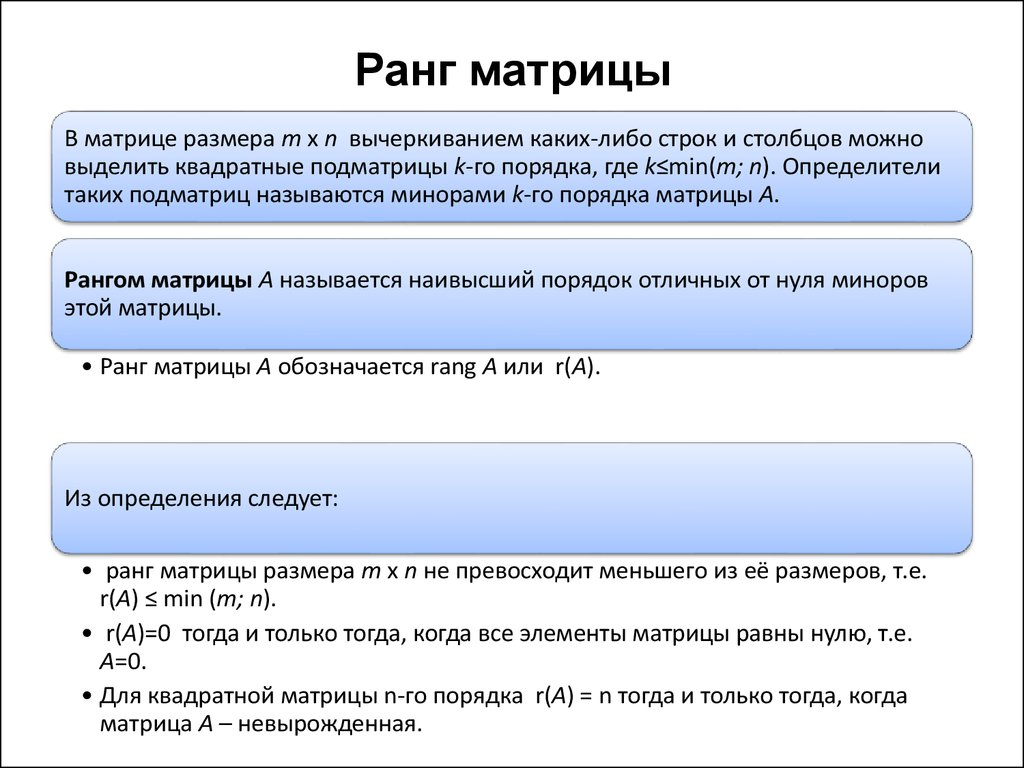 Ранг матрицы
В матрице размера m x n вычеркиванием каких-либо строк и столбцов можно
выделить квадратные подматрицы k-го порядка, где k≤min(m; n). Определители
таких подматриц называются минорами k-го порядка матрицы А.
Рангом матрицы А называется наивысший порядок отличных от нуля миноров
этой матрицы.
• Ранг матрицы А обозначается rang A или r(A).
Из определения следует:
• ранг матрицы размера m x n не превосходит меньшего из её размеров, т.е.
r(A) ≤ min (m; n).
• r(A)=0 тогда и только тогда, когда все элементы матрицы равны нулю, т.е.
A=0.
• Для квадратной матрицы n-го порядка r(A) = n тогда и только тогда, когда
матрица А – невырожденная.